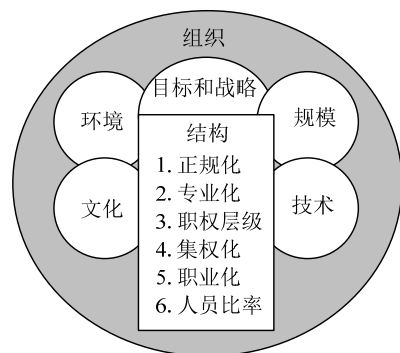 组织
目标和战略
环境
规模
结构
1. 正规化
2. 专业化
3. 职权层级
4. 集权化
5. 职业化
6. 人员比率
文化
技术